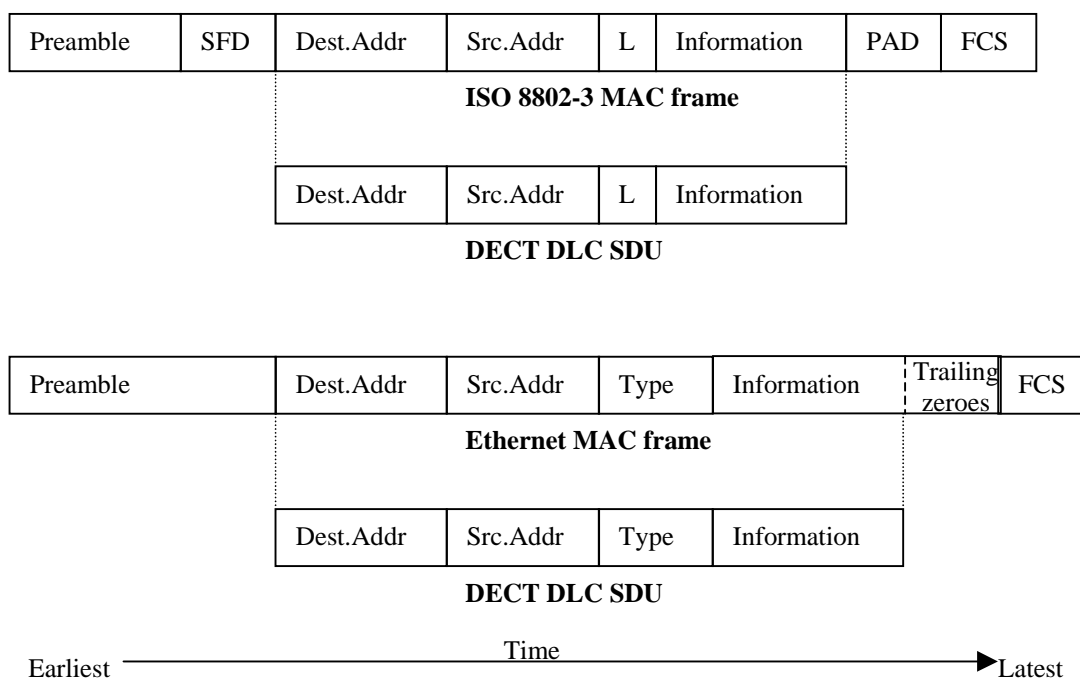 Preamble SFD Dest.Addr Src.Addr L Information PAD FCS
ISO 8802-3 MAC frame
Dest.Addr Src.Addr L Information
DECT DLC SDU
Preamble Dest.Addr Src.Addr Type Information Trailing zeroes FCS
Ethernet MAC frame
Dest.Addr Src.Addr Type Information
DECT DLC SDU
Time
Earliest Latest